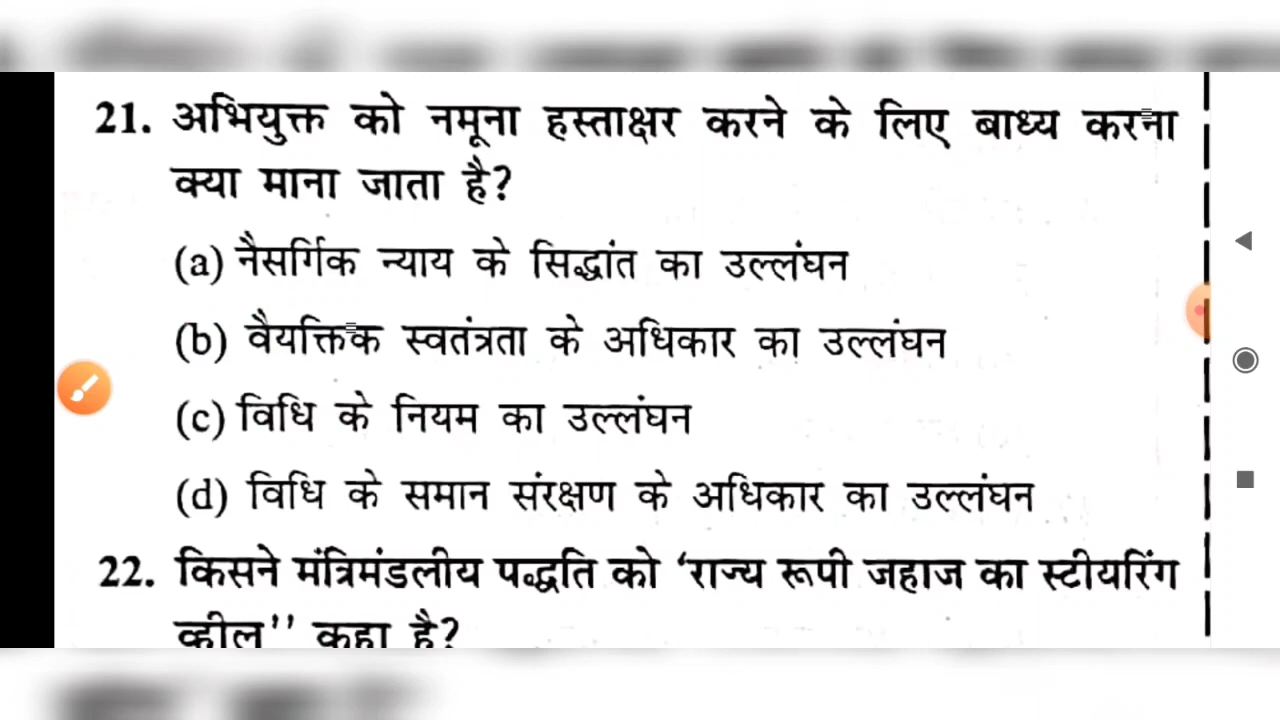 21. अभियुक्त को नमूना हस्ताक्षर करने के लिए बाध्य करना
क्या माना जाता है?
(a) नैसर्गिक न्याय के सिद्धांत का उल्लंघन
(b) वैयक्तिक स्वतंत्रता के अधिकार का उल्लंघन
(c) विधि के नियम का उल्लंघन
(d) विधि के समान संरक्षण के अधिकार का उल्लंघन
22. किसने मंत्रिमंडलीय पद्धति को ‘राज्य रूपी जहाज का स्टीयरिंग
व्हील’’ कहा है?